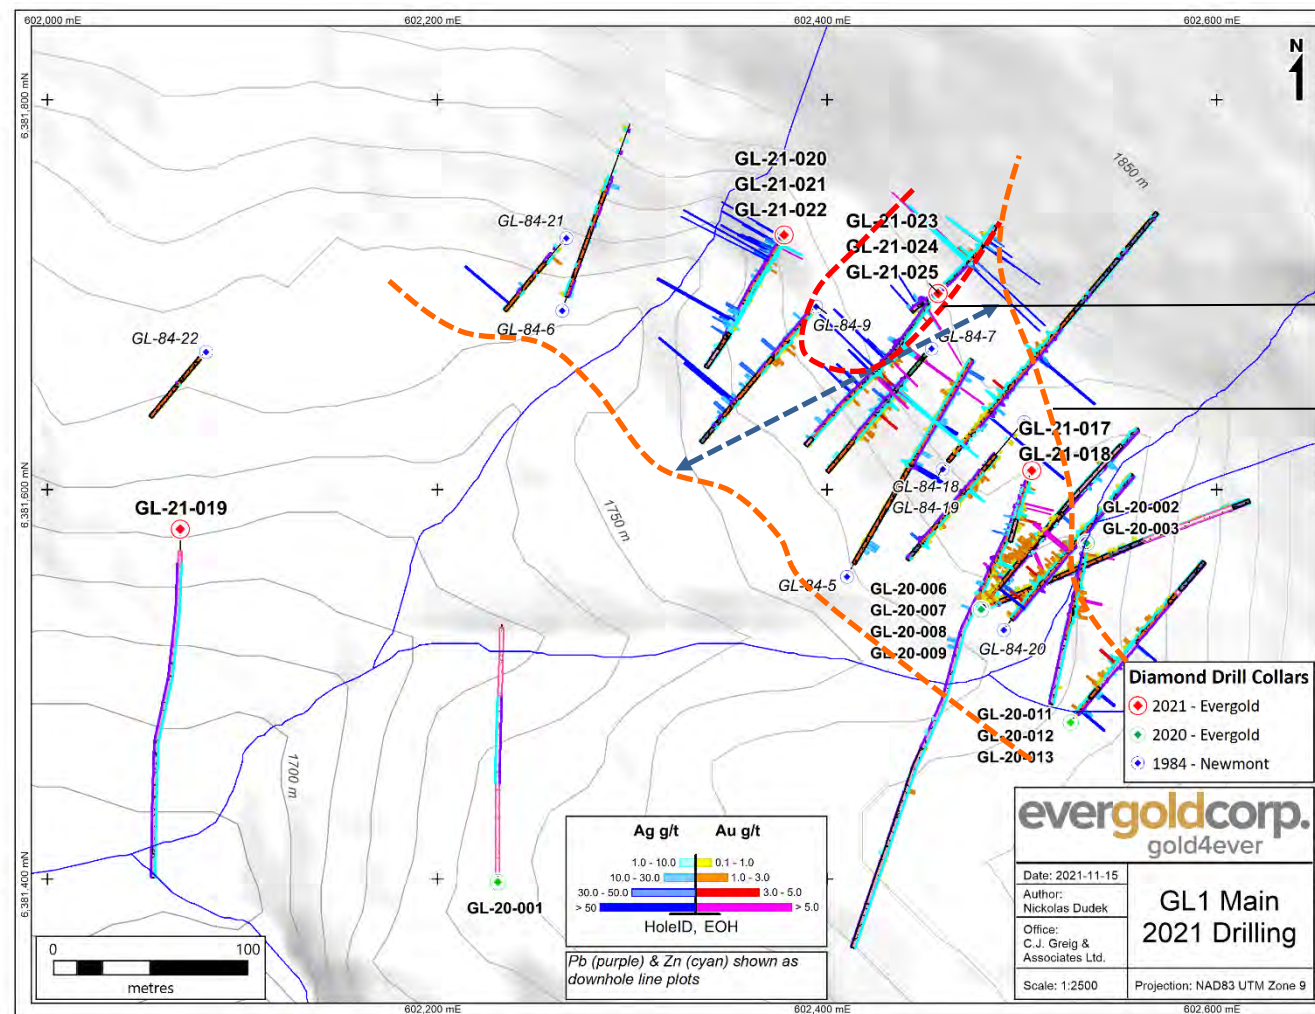 602,000 mE
602,200 mE
602,400 mE
602,600 mE
6,381,800 mN
N
1850 m
GL-21-020
GL-21-021
GL-21-022
GL-84-21
GL-21-023
GL-21-024
GL-21-025
GL-84-6
GL-84-9
GL-84-7
GL-84-22
GL-21-017
GL-21-018
GL-84-18
GL-84-19
6,381,600 mN
1750 m
GL-21-019
GL-20-002
GL-20-003
GL-84-5
GL-20-006
GL-20-007
GL-20-008
GL-20-009
GL-84-20
GL-20-011
GL-20-012
GL-20-013
1700 m
Diamond Drill Collars
2021 - Evergold
2020 - Evergold
1984 - Newmont
6,381,400 mN
GL-20-001
Ag g/t Au g/t
1.0 - 10.0 0.1 - 1.0
10.0 - 30.0 1.0 - 3.0
30.0 - 50.0 3.0 - 5.0
> 50 > 5.0
HoleID, EOH
Pb (purple) & Zn (cyan) shown as
downhole line plots
0 100
metres
evergoldcorp.
gold4ever
Date: 2021-11-15
Author:
Nickolas Dudek
Office:
C.J. Greig &
Associates Ltd.
Scale: 1:2500
GL1 Main
2021 Drilling
Projection: NAD83 UTM Zone 9
602,200 mE
602,400 mE
602,600 mE